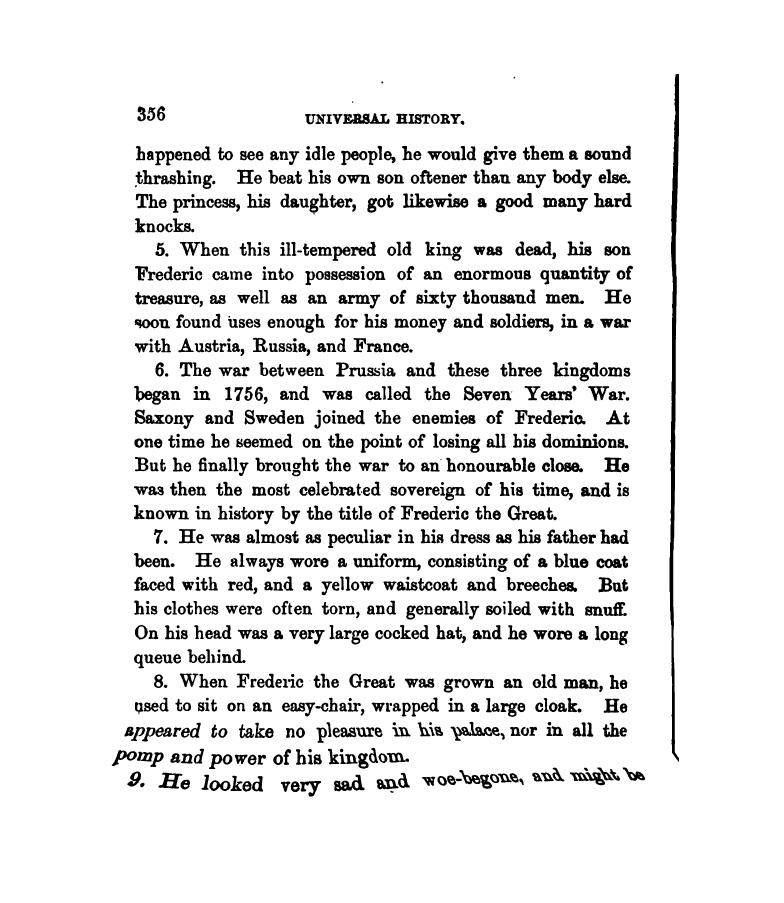 356
UNIVERSAL HISTORY.
happened to see any idle people, he would give them a sound
thrashing. He beat his own son oftener than any body else.
The princess, his daughter, got likewise a good many hard
knocks.
5. When this ill-tempered old king was dead, his son
Frederic came into possession of an enormous quantity of
treasure, as well as an army of sixty thousand men. He
soon found uses enough for his money and soldiers, in a war
with Austria, Russia, and France.
6. The war between Prussia and these three kingdoms
began in 1756, and was called the Seven Years' War.
Saxony and Sweden joined the enemies of Frederic. At
one time he seemed on the point of losing all his dominions.
But he finally brought the war to an honourable close. He
was then the most celebrated sovereign of his time, and is
known in history by the title of Frederic the Great.
7. He was almost as peculiar in his dress as his father had
been. He always wore a uniform, consisting of a blue coat
faced with red, and a yellow waistcoat and breeches. But
his clothes were often torn, and generally soiled with snuff.
On his head was a very large cocked hat, and he wore a long
queue behind.
8. When Frederic the Great was grown an old man, he
used to sit on an easy-chair, wrapped in a large cloak. He
appeared to take no pleasure in his palace, nor in all the
pomp and power of his kingdom.
9. He looked very sad and woe-begone, and might be